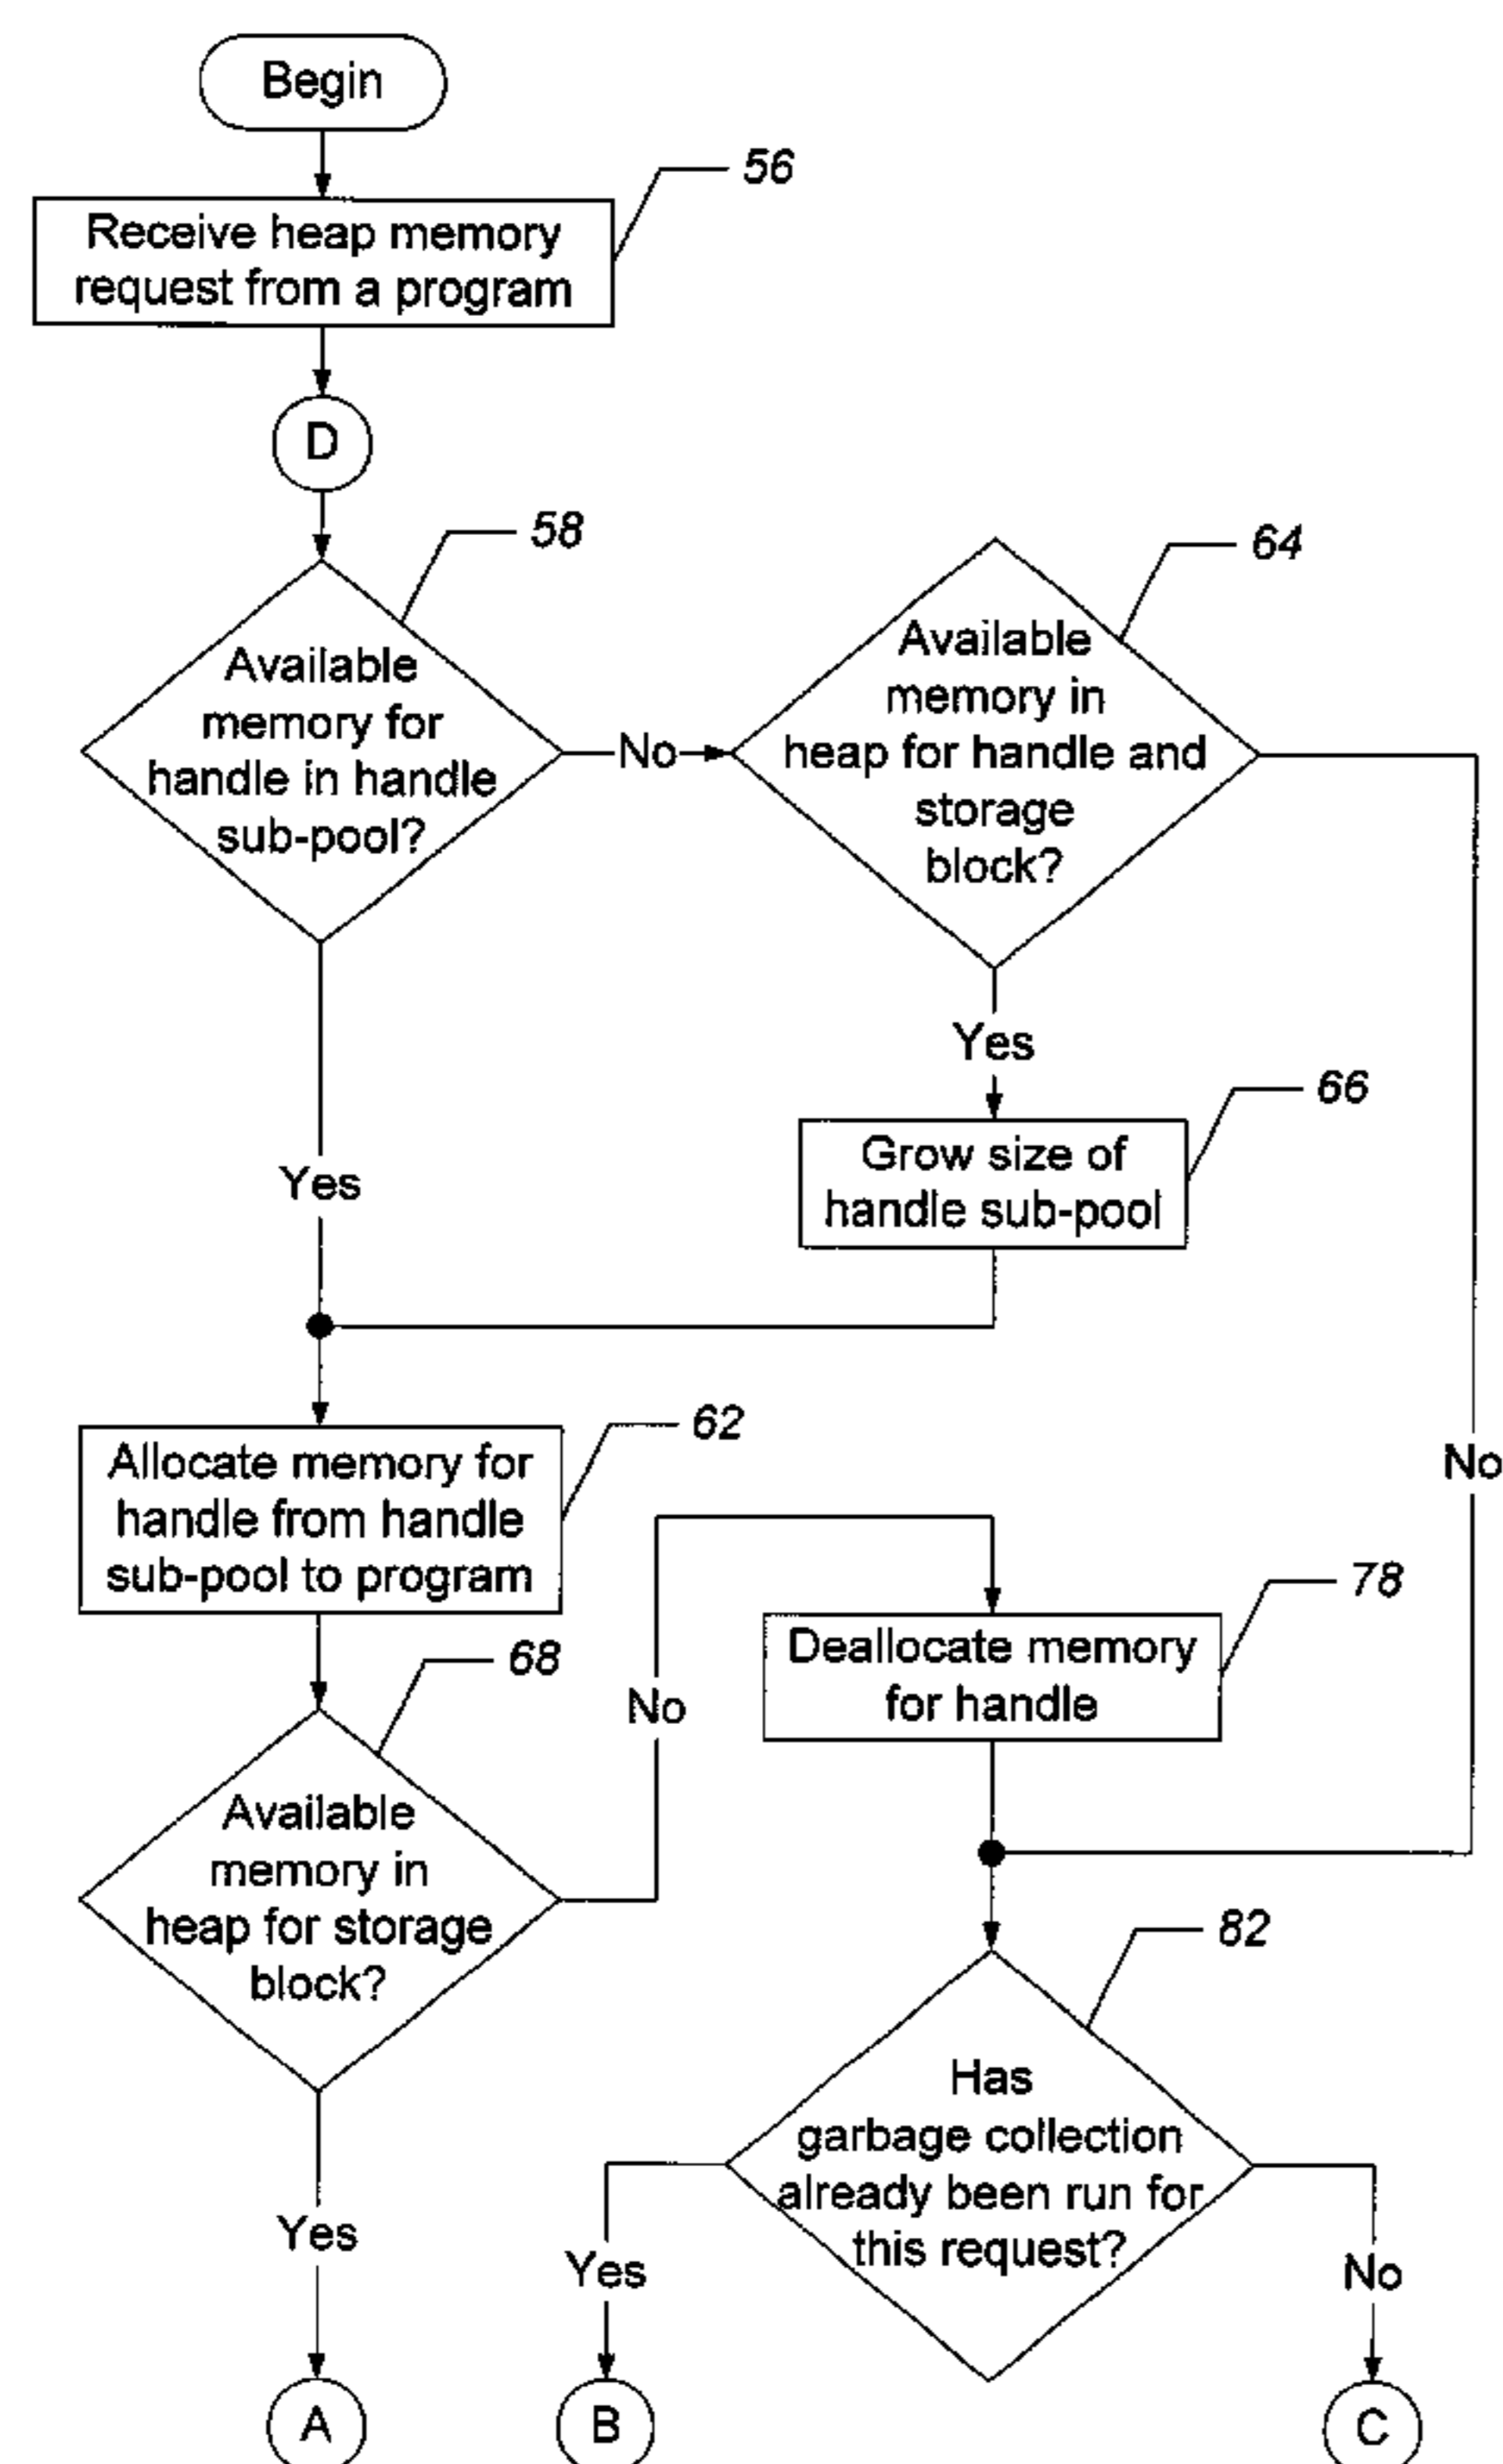 Begin
56
Receive heap memory
request from a program
D
58
Available
memory for
handle in handle
sub-pool?
No
64
Available
memory in
heap for handle and
storage
block?
Yes
66
Grow size of
handle sub-pool
Yes
No
62
Allocate memory for
handle from handle
sub-pool to program
78
Deallocate memory
for handle
68
No
Available
memory in
heap for storage
block?
82
Has
garbage collection
already been run for
this request?
Yes
Yes
No
A
B
C